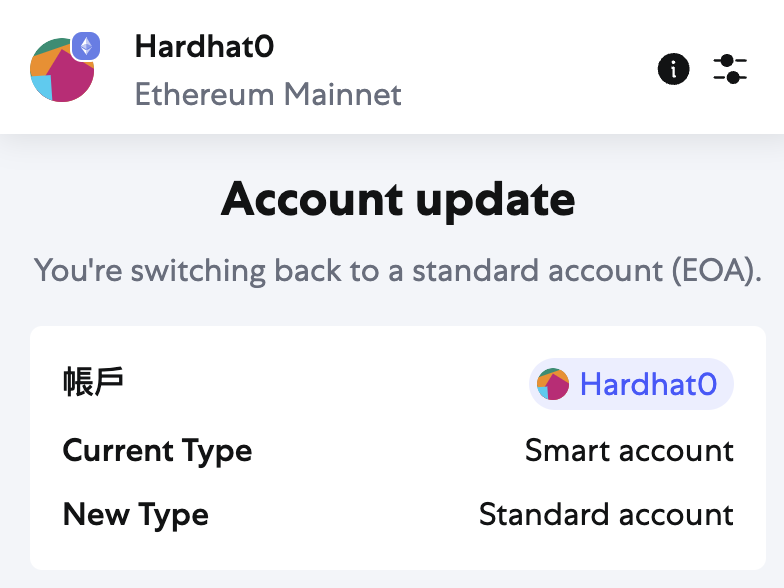 Hardhat0
Ethereum Mainnet
Account update
You're switching back to a standard account (EOA).
帳戶 Hardhat0
Current Type Smart account
New Type Standard account